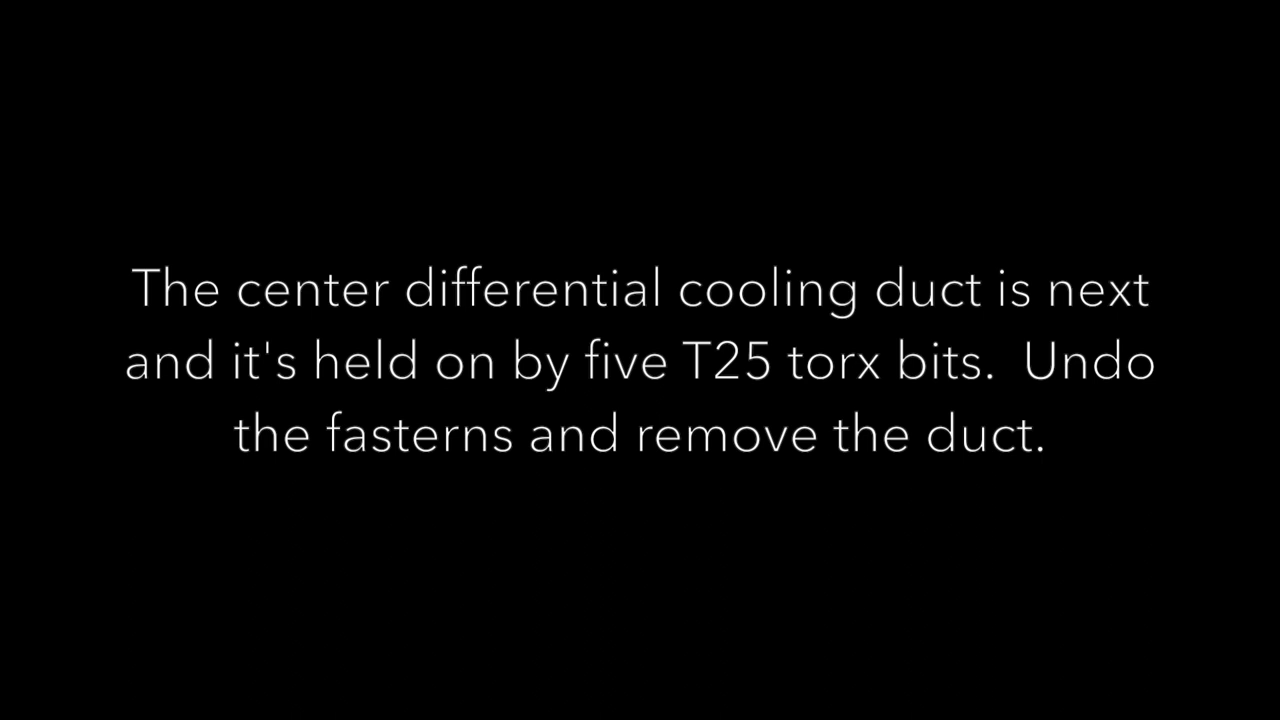 The center differential cooling duct is next
and it's held on by five T25 torx bits.  Undo
the fasterns and remove the duct.